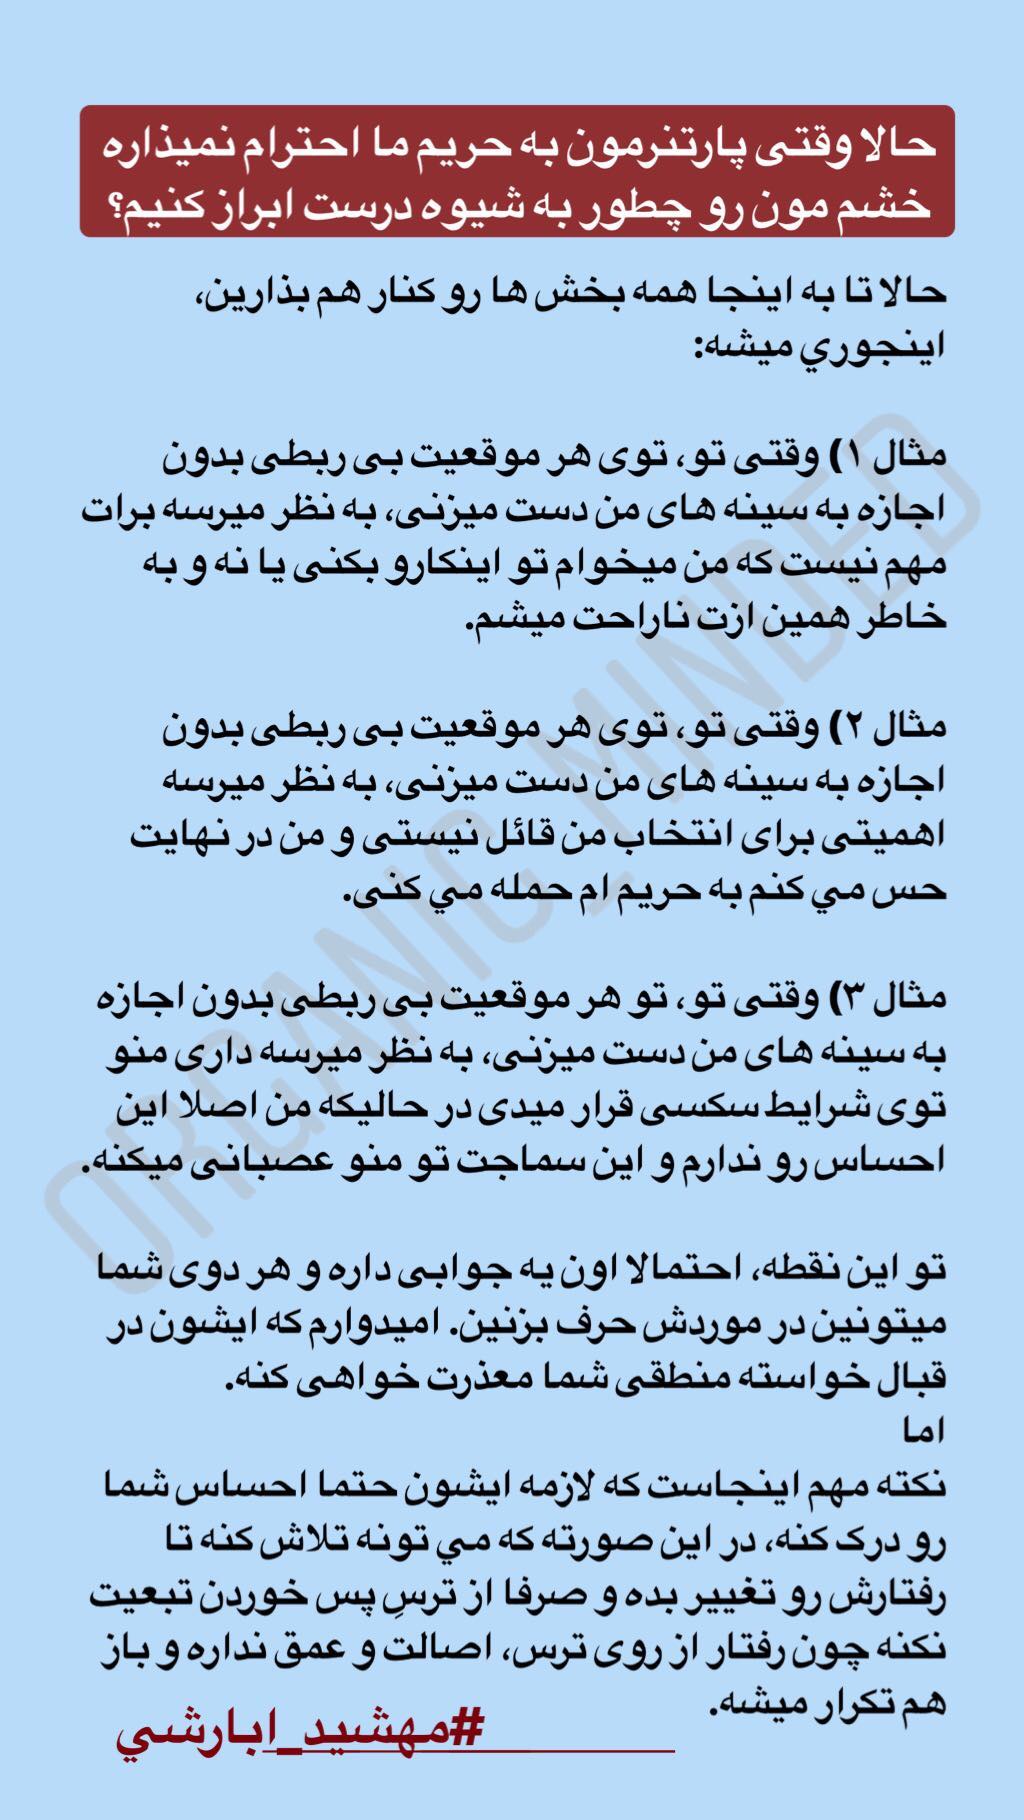 حالا وقتی پارتنرمون به حریم ما احترام نمیذاره
خشم مون رو چطور به شیوه درست ابراز کنیم؟
حالا تا به اینجا همه بخش ها رو کنار هم بذارین،
اینجوري میشه:
مثال ۱) وقتی تو، توی هر موقعیت بی ربطی بدون
اجازه به سینه های من دست میزنی، به نظر میرسه برات
مهم نیست که من میخوام تو اینکارو بکنی یا نه و به
خاطر همین ازت ناراحت میشم.
مثال ۲) وقتی تو، توی هر موقعیت بی ربطی بدون
اجازه به سینه های من دست میزنی، به نظر میرسه
اهمیتی برای انتخاب من قائل نیستی و من در نهایت
حس مي کنم به حریم ام حمله مي کنی.
مثال ۳) وقتی تو، تو هر موقعیت بی ربطی بدون اجازه
به سینه های من دست میزنی، به نظر میرسه داری منو
توی شرایط سکسی قرار میدی در حالیکه من اصلا این
احساس رو ندارم و این سماجت تو منو عصبانی میکنه.
تو این نقطه، احتمالا اون یه جوابی داره و هر دوی شما
میتونین در موردش حرف بزنین. امیدوارم که ایشون در
قبال خواسته منطقی شما معذرت خواهی کنه.
اما
نکته مهم اینجاست که لازمه ایشون حتما احساس شما
رو درک کنه، در این صورته که مي تونه تلاش کنه تا
رفتارش رو تغییر بده و صرفا از ترسِ پس خوردن تبعیت
نکنه چون رفتار از روی ترس، اصالت و عمق نداره و باز
هم تکرار میشه.
#مهشید_ابارشي
ORGANIC_MINDED